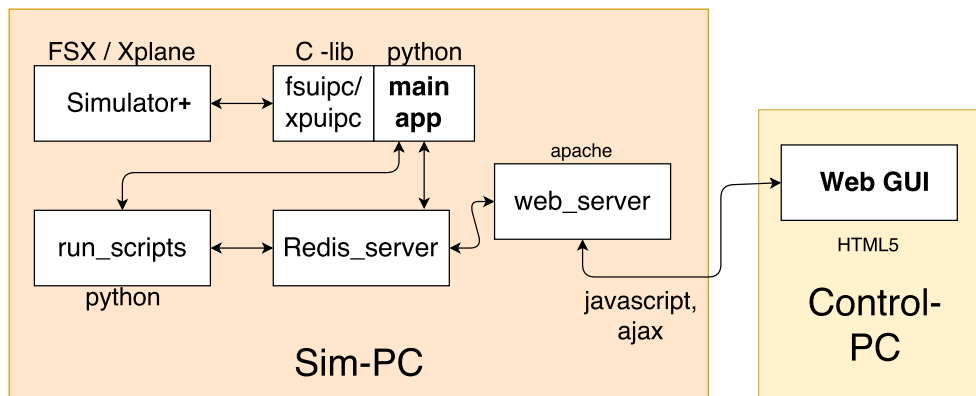 FSX / Xplane
C -lib
python
Simulator+
fsuipc/
xpuipc
main
app
apache
web_server
Web GUI
HTML5
run_scripts
Redis_server
python
javascript,
ajax
Control-
PC
Sim-PC